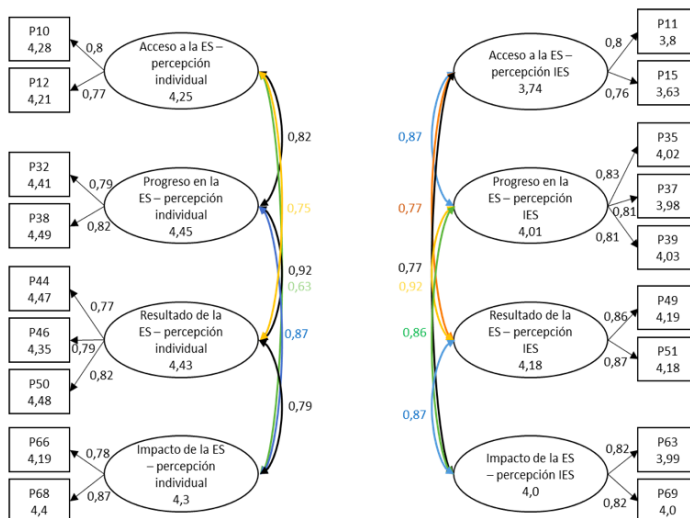 P10
4,28
P12
4,21
0,8
0,77
Acceso a la ES –
percepción
individual
4,25
P32
4,41
P38
4,49
0,79
0,82
Progreso en la
ES – percepción
individual
4,45
P44
4,47
P46
4,35
P50
4,48
0,77
0,79
0,82
Resultado de la
ES – percepción
individual
4,43
P66
4,19
P68
4,4
0,78
0,87
Impacto de la ES
– percepción
individual
4,3
0,82
0,75
0,92
0,63
0,87
0,79
0,87
0,77
0,77
0,92
0,86
0,87
Acceso a la ES –
percepción IES
3,74
0,8
0,76
P11
3,8
P15
3,63
Progreso en la
ES – percepción
IES
4,01
0,83
0,81
0,81
P35
4,02
P37
3,98
P39
4,03
Resultado de la
ES – percepción
IES
4,18
0,86
0,87
P49
4,19
P51
4,18
Impacto de la ES
– percepción IES
4,0
0,82
0,82
P63
3,99
P69
4,0